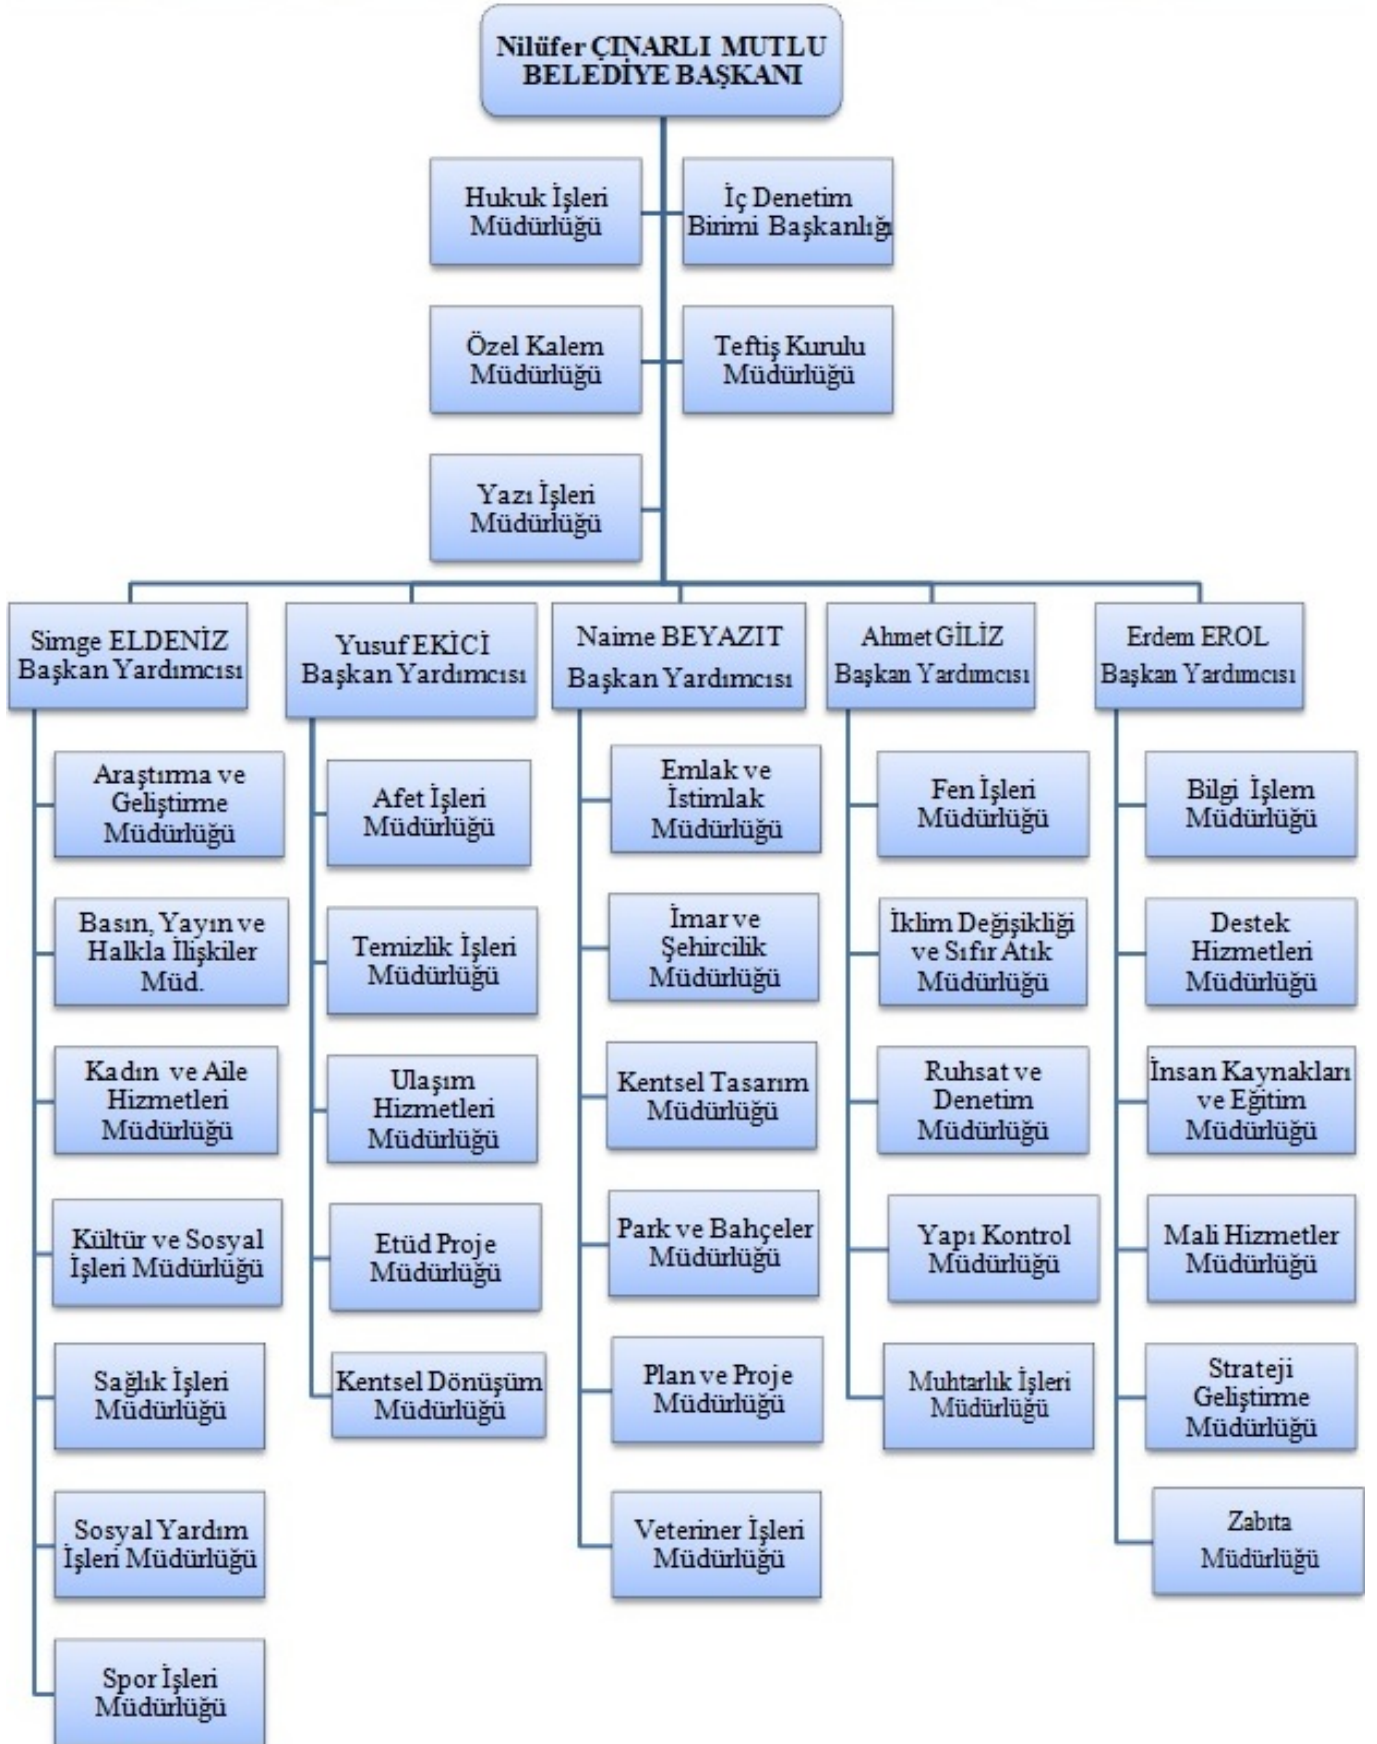 Nilüfer ÇINARLI MUTLU
BELEDİYE BAŞKANI
Hukuk İşleri
Müdürlüğü
İç Denetim
Birimi Başkanlığı
Özel Kalem
Müdürlüğü
Teftiş Kurulu
Müdürlüğü
Yazı İşleri
Müdürlüğü
Simge ELDENİZ
Başkan Yardımcısı
Araştırma ve
Geliştirme
Müdürlüğü
Basın, Yayın ve
Halkla İlişkiler
Müd.
Kadın ve Aile
Hizmetleri
Müdürlüğü
Kültür ve Sosyal
İşleri Müdürlüğü
Sağlık İşleri
Müdürlüğü
Sosyal Yardım
İşleri Müdürlüğü
Spor İşleri
Müdürlüğü
Yusuf EKİCİ
Başkan Yardımcısı
Afet İşleri
Müdürlüğü
Temizlik İşleri
Müdürlüğü
Ulaşım
Hizmetleri
Müdürlüğü
Etüd Proje
Müdürlüğü
Kentsel Dönüşüm
Müdürlüğü
Naime BEYAZIT
Başkan Yardımcısı
Emlak ve
İstimlak
Müdürlüğü
İmar ve
Şehircilik
Müdürlüğü
Kentsel Tasarım
Müdürlüğü
Park ve Bahçeler
Müdürlüğü
Plan ve Proje
Müdürlüğü
Veteriner İşleri
Müdürlüğü
Ahmet GİLİZ
Başkan Yardımcısı
Fen İşleri
Müdürlüğü
İklim Değişikliği
ve Sıfır Atık
Müdürlüğü
Ruhsat ve
Denetim
Müdürlüğü
Yapı Kontrol
Müdürlüğü
Muhtarlık İşleri
Müdürlüğü
Erdem EROL
Başkan Yardımcısı
Bilgi İşlem
Müdürlüğü
Destek
Hizmetleri
Müdürlüğü
İnsan Kaynakları
ve Eğitim
Müdürlüğü
Mali Hizmetler
Müdürlüğü
Strateji
Geliştirme
Müdürlüğü
Zabıta
Müdürlüğü